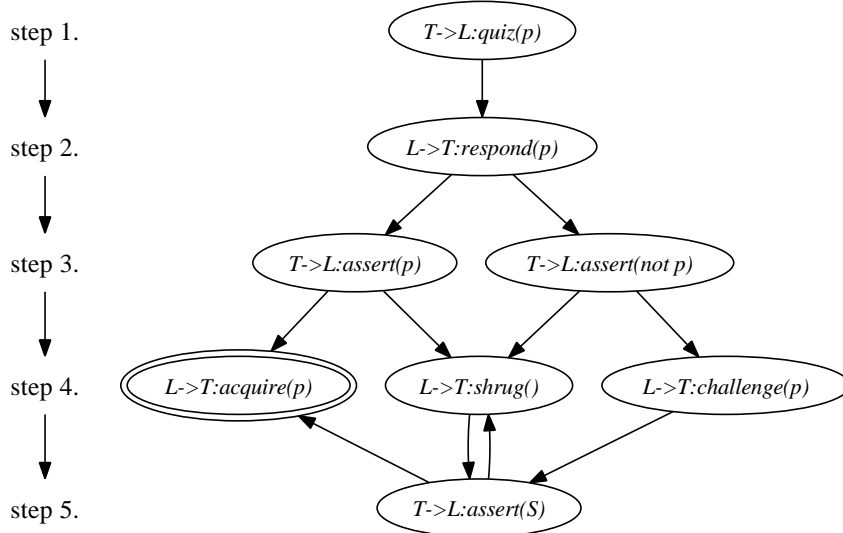 step 1.
T->L:quiz(p)
step 2.
L->T:respond(p)
step 3.
T->L:assert(p)
T->L:assert(not p)
step 4.
L->T:acquire(p)
L->T:shrug()
L->T:challenge(p)
step 5.
T->L:assert(S)